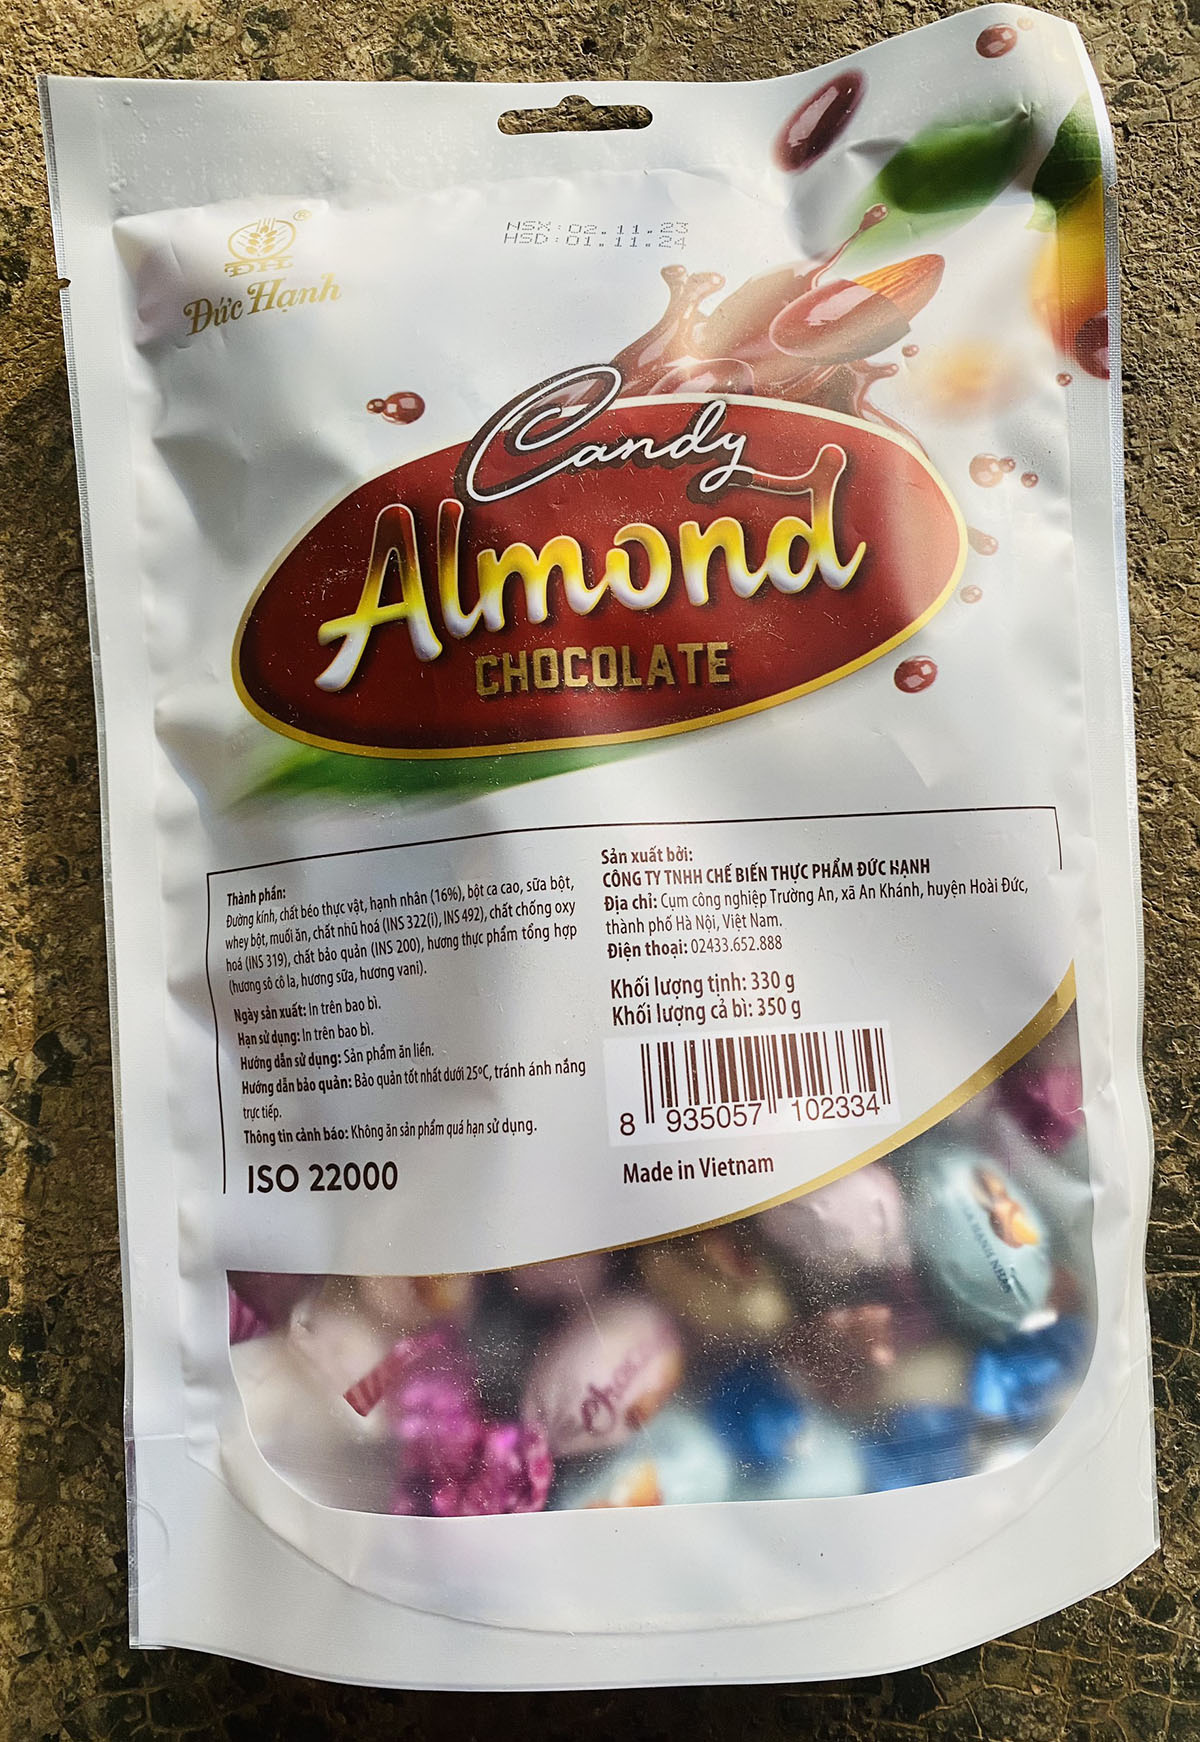 NSX: 02.11.23
HSD: 01.11.24
®
ĐH
Đức Hạnh
Candy
Almond
CHOCOLATE
Thành phần:
Đường kính, chất béo thực vật, hạnh nhân (16%), bột ca cao, sữa bột,
whey bột, muối ăn, chất nhũ hoá (INS 322(i), INS 492), chất chống oxy
hoá (INS 319), chất bảo quản (INS 200), hương thực phẩm tổng hợp
(hương sô cô la, hương sữa, hương vani).
Ngày sản xuất: In trên bao bì.
Hạn sử dụng: In trên bao bì.
Hướng dẫn sử dụng: Sản phẩm ăn liền.
Hướng dẫn bảo quản: Bảo quản tốt nhất dưới 25ºC, tránh ánh nắng
trực tiếp.
Thông tin cảnh báo: Không ăn sản phẩm quá hạn sử dụng.
ISO 22000
Sản xuất bởi:
CÔNG TY TNHH CHẾ BIẾN THỰC PHẨM ĐỨC HẠNH
Địa chỉ: Cụm công nghiệp Trường An, xã An Khánh, huyện Hoài Đức,
thành phố Hà Nội, Việt Nam.
Điện thoại: 02433.652.888
Khối lượng tịnh: 330 g
Khối lượng cả bì: 350 g
8 935057 102334
Made in Vietnam
HẠNH NHÂN